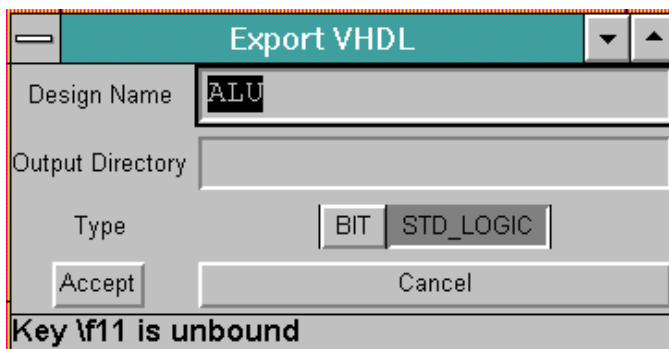 Export VHDL
Design Name ALU
Output Directory
Type BIT STD_LOGIC
Accept Cancel
Key \f11 is unbound